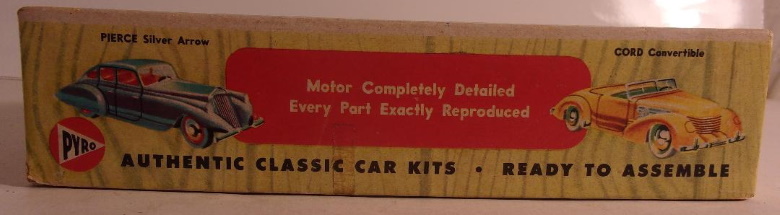 PIERCE Silver Arrow
CORD Convertible
Motor Completely Detailed
Every Part Exactly Reproduced
PYRO
AUTHENTIC CLASSIC CAR KITS • READY TO ASSEMBLE